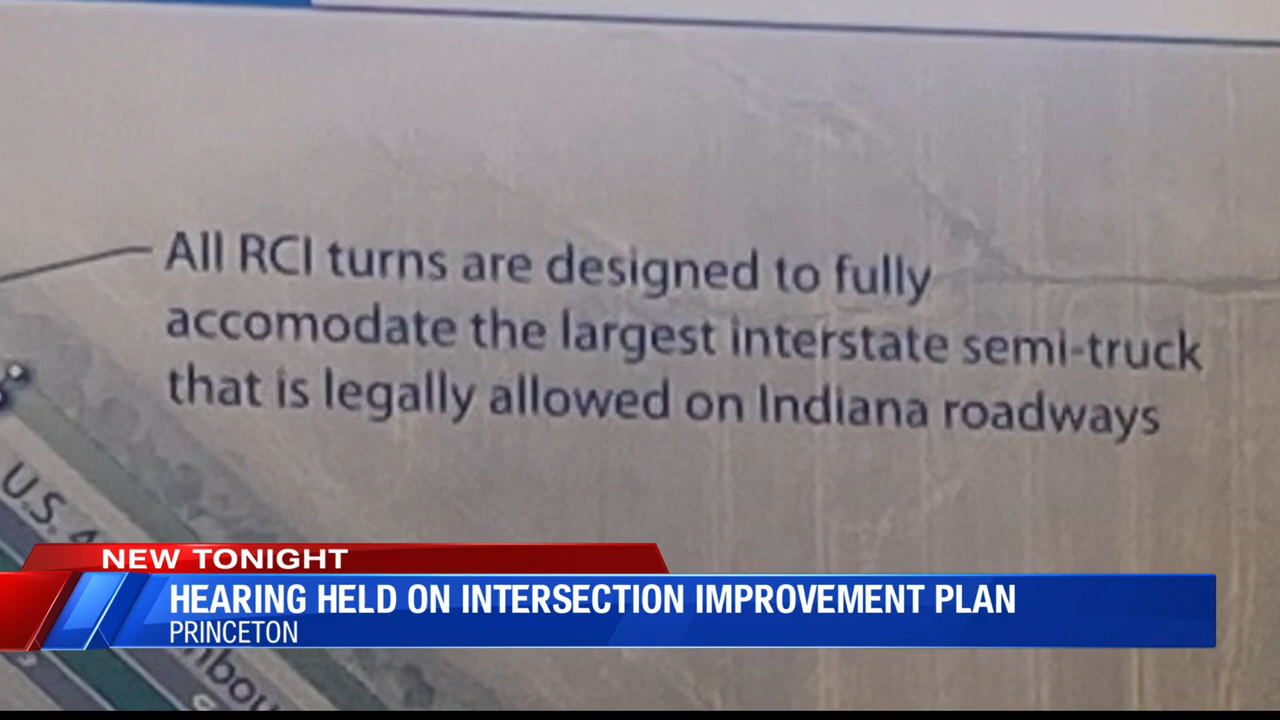 All RCI turns are designed to fully
accomodate the largest interstate semi-truck
that is legally allowed on Indiana roadways
U.S.
NEW TONIGHT
HEARING HELD ON INTERSECTION IMPROVEMENT PLAN
PRINCETON